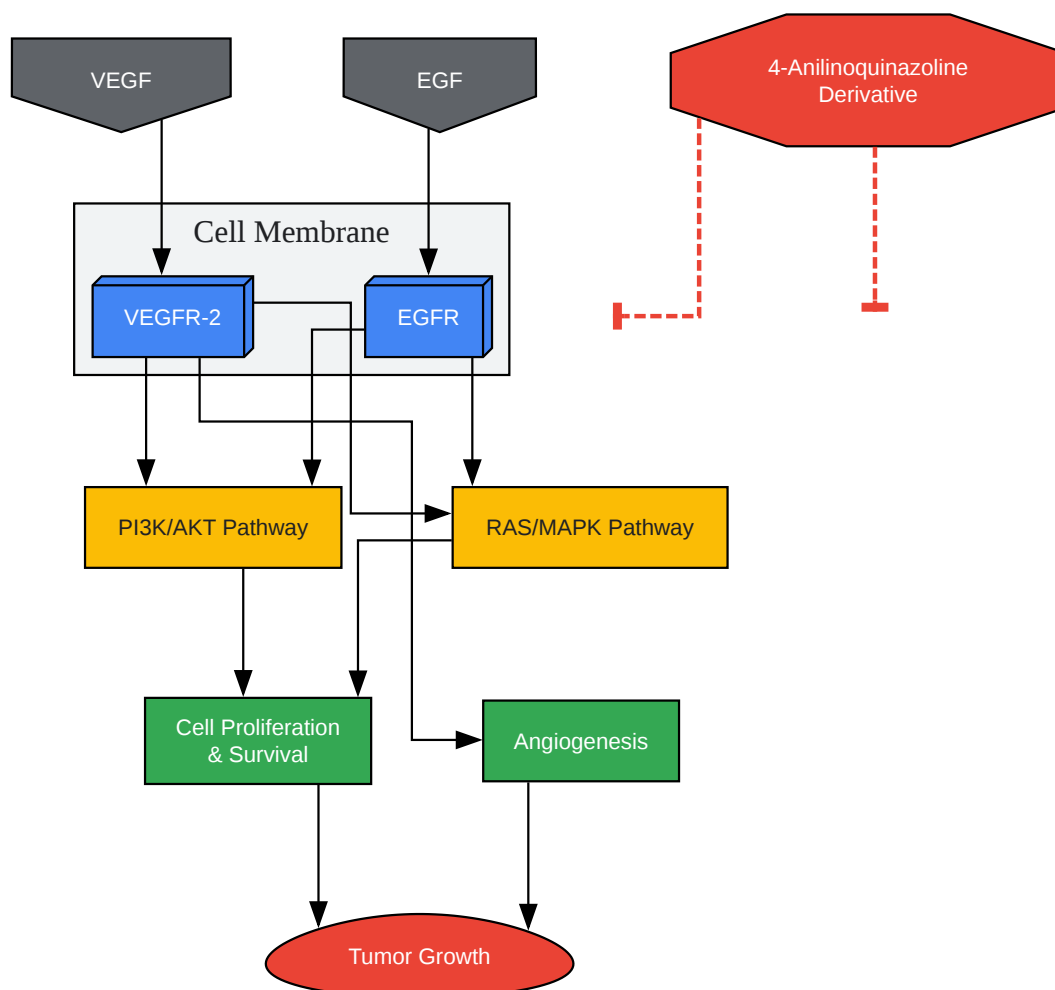 VEGF
EGF
4-Anilinoquinazoline
Derivative
Cell Membrane
VEGFR-2
EGFR
PI3K/AKT Pathway
RAS/MAPK Pathway
Cell Proliferation
& Survival
Angiogenesis
Tumor Growth